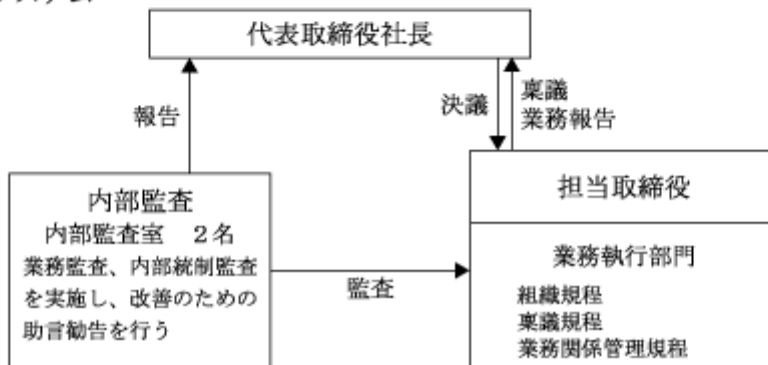 代表取締役社長
報告
決議
稟議
業務報告
内部監査
内部監査室 2名
業務監査、内部統制監査
を実施し、改善のための
助言勧告を行う
監査
担当取締役
業務執行部門
組織規程
稟議規程
業務関係管理規程